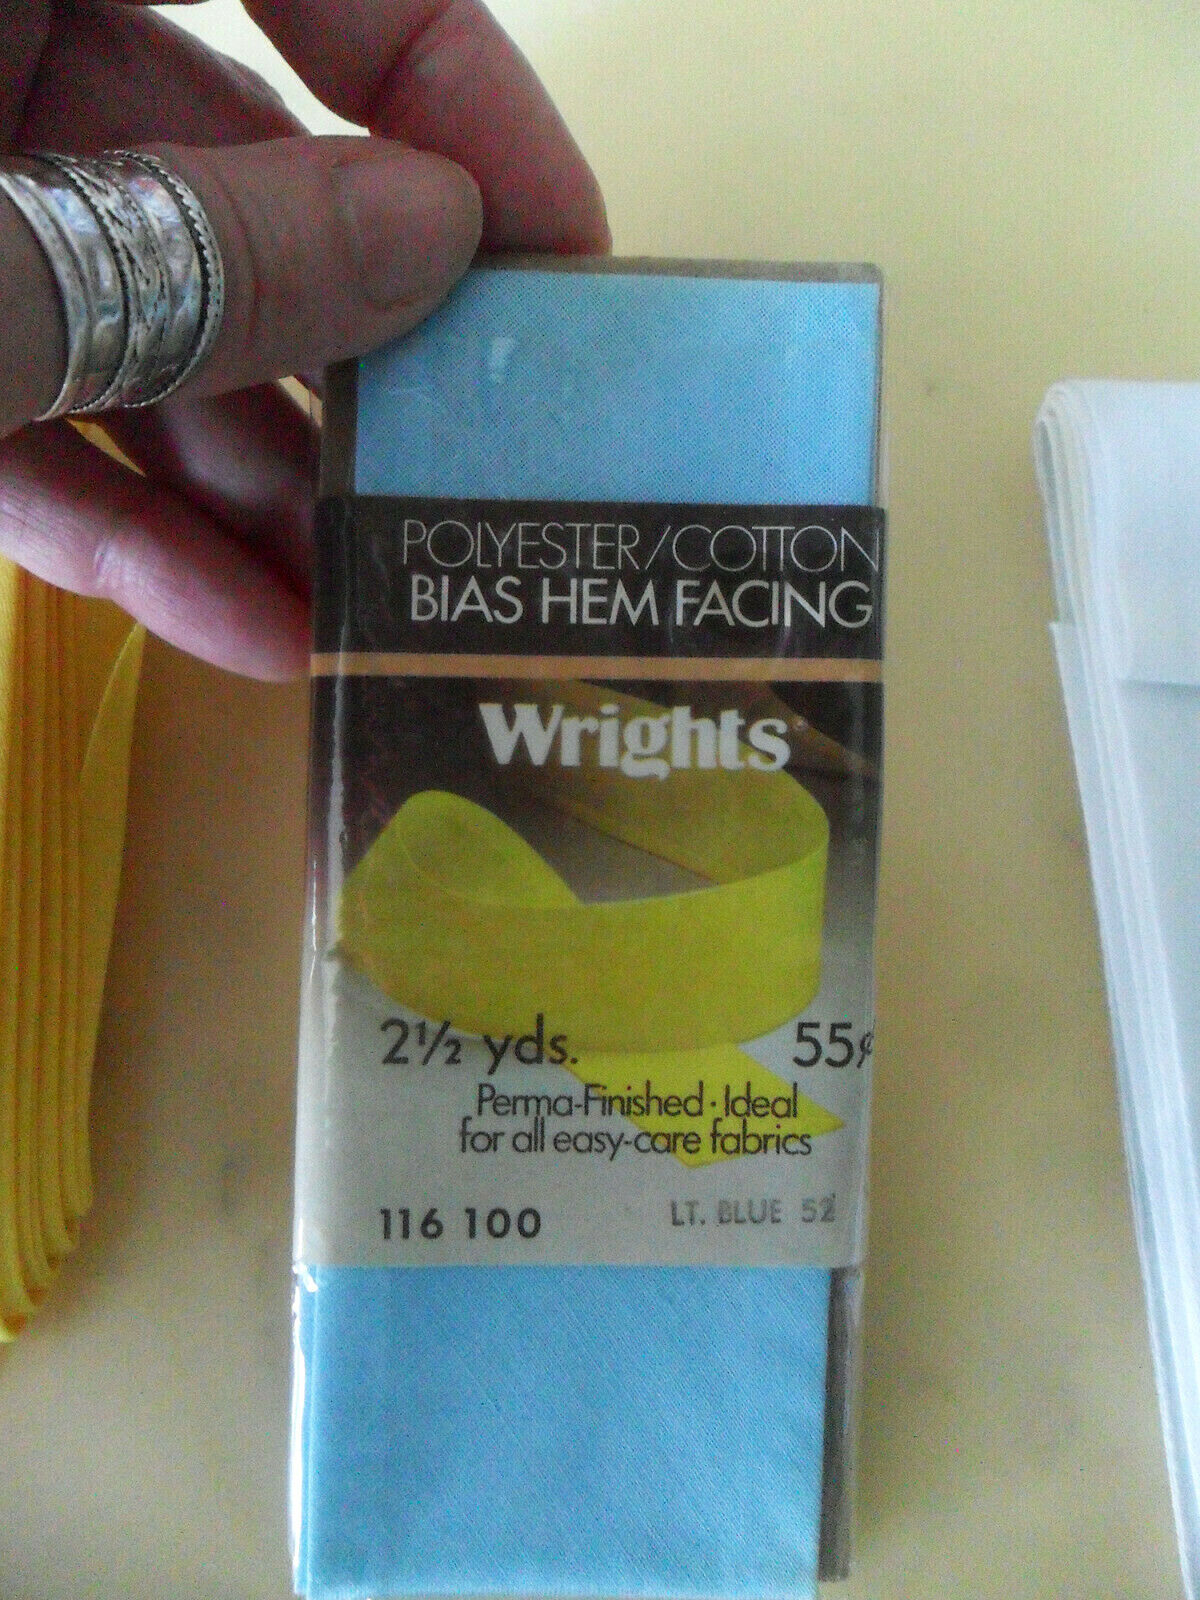 POLYESTER/COTTON
BIAS HEM FACING
Wrights
2½ yds. 55¢
Perma-Finished · Ideal
for all easy-care fabrics
116 100 LT. BLUE 52